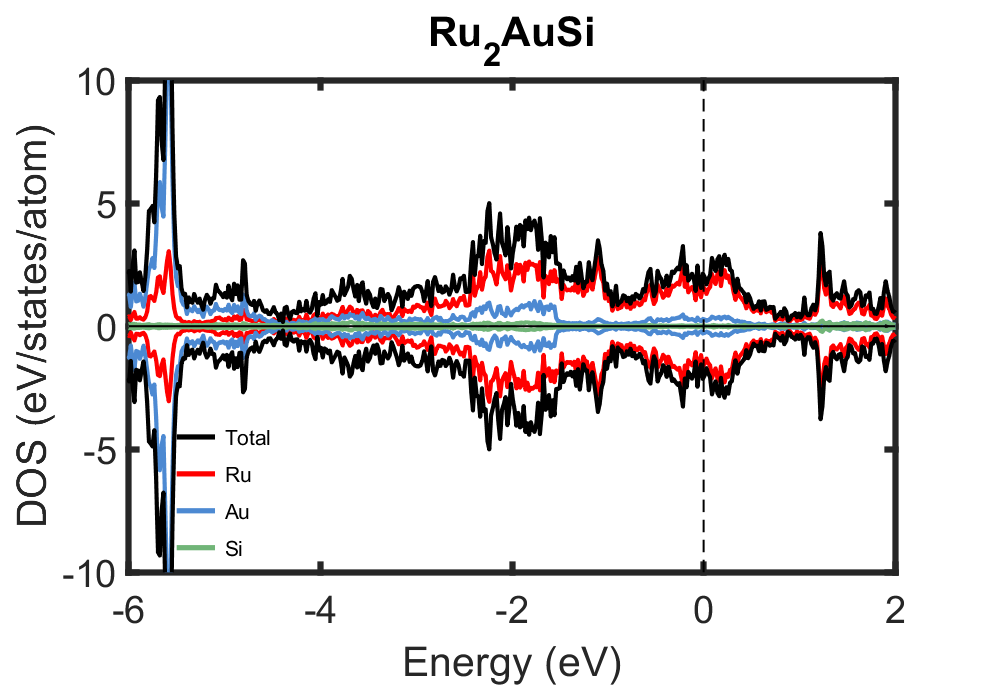 Ru2AuSi
10
5
0
0
-5
-10
DOS (eV/states/atom)
Total
Ru
Au
Si
-6
-4
-2
0
2
Energy (eV)